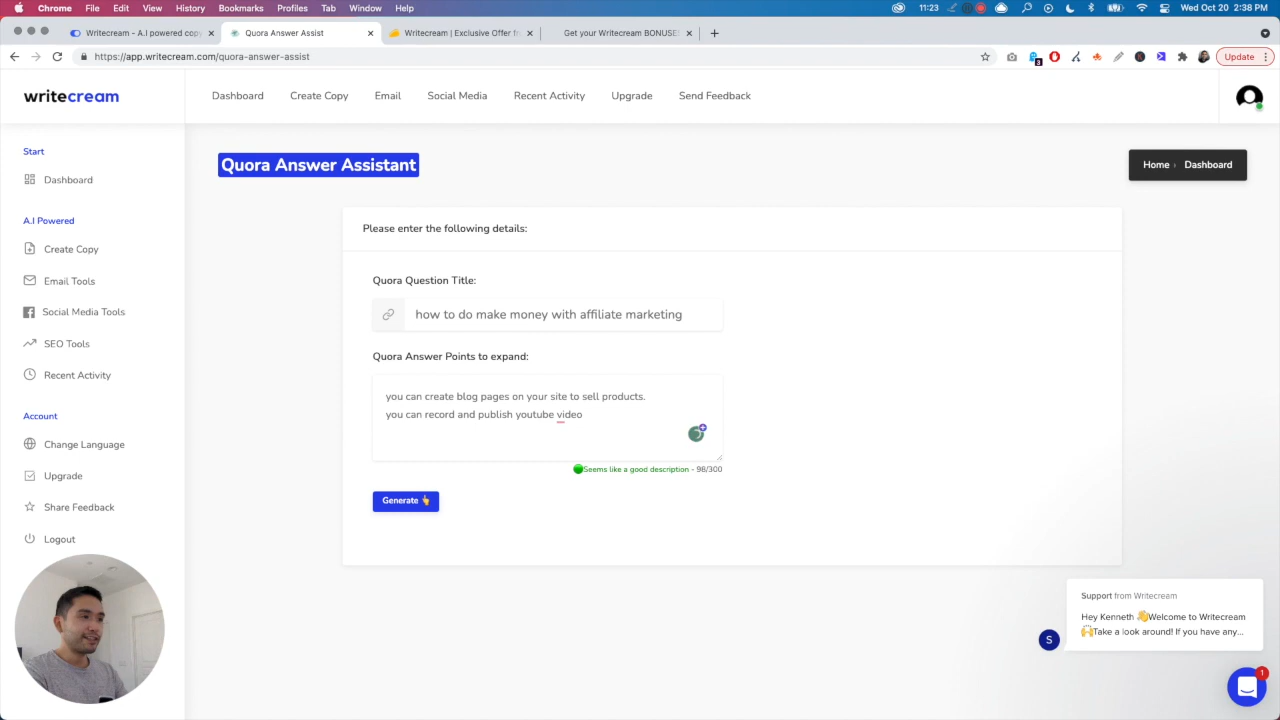 Chrome File Edit View History Bookmarks Profiles Tab Window Help 11:23 Wed Oct 20 2:38 PM
Writecream - A.I powered copy Quora Answer Assist Writecream | Exclusive Offer fr Get your Writecream BONUSE
https://app.writecream.com/quora-answer-assist 3 Update
writecream Dashboard Create Copy Email Social Media Recent Activity Upgrade Send Feedback
Start
Dashboard
A.I Powered
Create Copy
Email Tools
Social Media Tools
SEO Tools
Recent Activity
Account
Change Language
Upgrade
Share Feedback
Logout
Quora Answer Assistant
Home › Dashboard
Please enter the following details:
Quora Question Title:
how to do make money with affiliate marketing
Quora Answer Points to expand:
you can create blog pages on your site to sell products.
you can record and publish youtube video
Seems like a good description - 98/300
Generate 👆
Support from Writecream
Hey Kenneth 👋Welcome to Writecream
🙌Take a look around! If you have any...
S
1